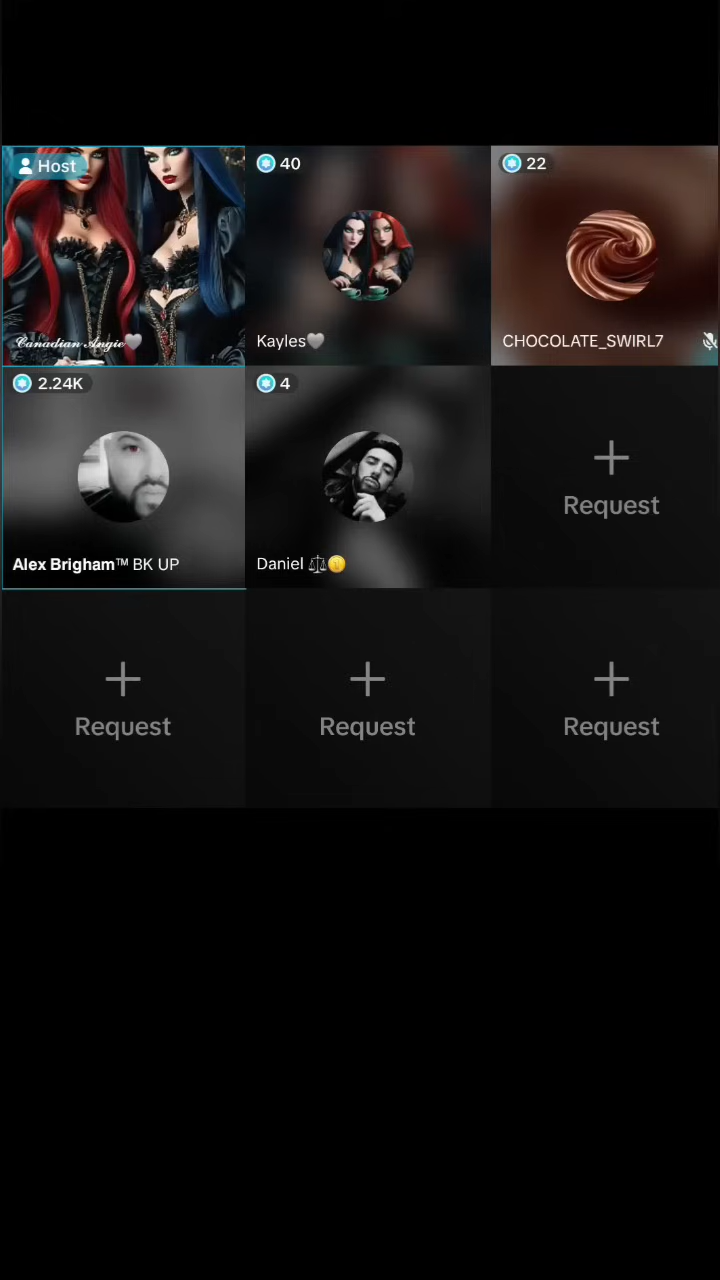 Host
40
22
𝒞𝒶𝓃𝒶𝒹𝒾𝒶𝓃 𝒜𝓃𝑔𝒾𝑒🩶
Kayles🩶
CHOCOLATE_SWIRL7
2.24K
4
Request
Alex Brigham™ BK UP
Daniel ⚖️🪙
Request
Request
Request